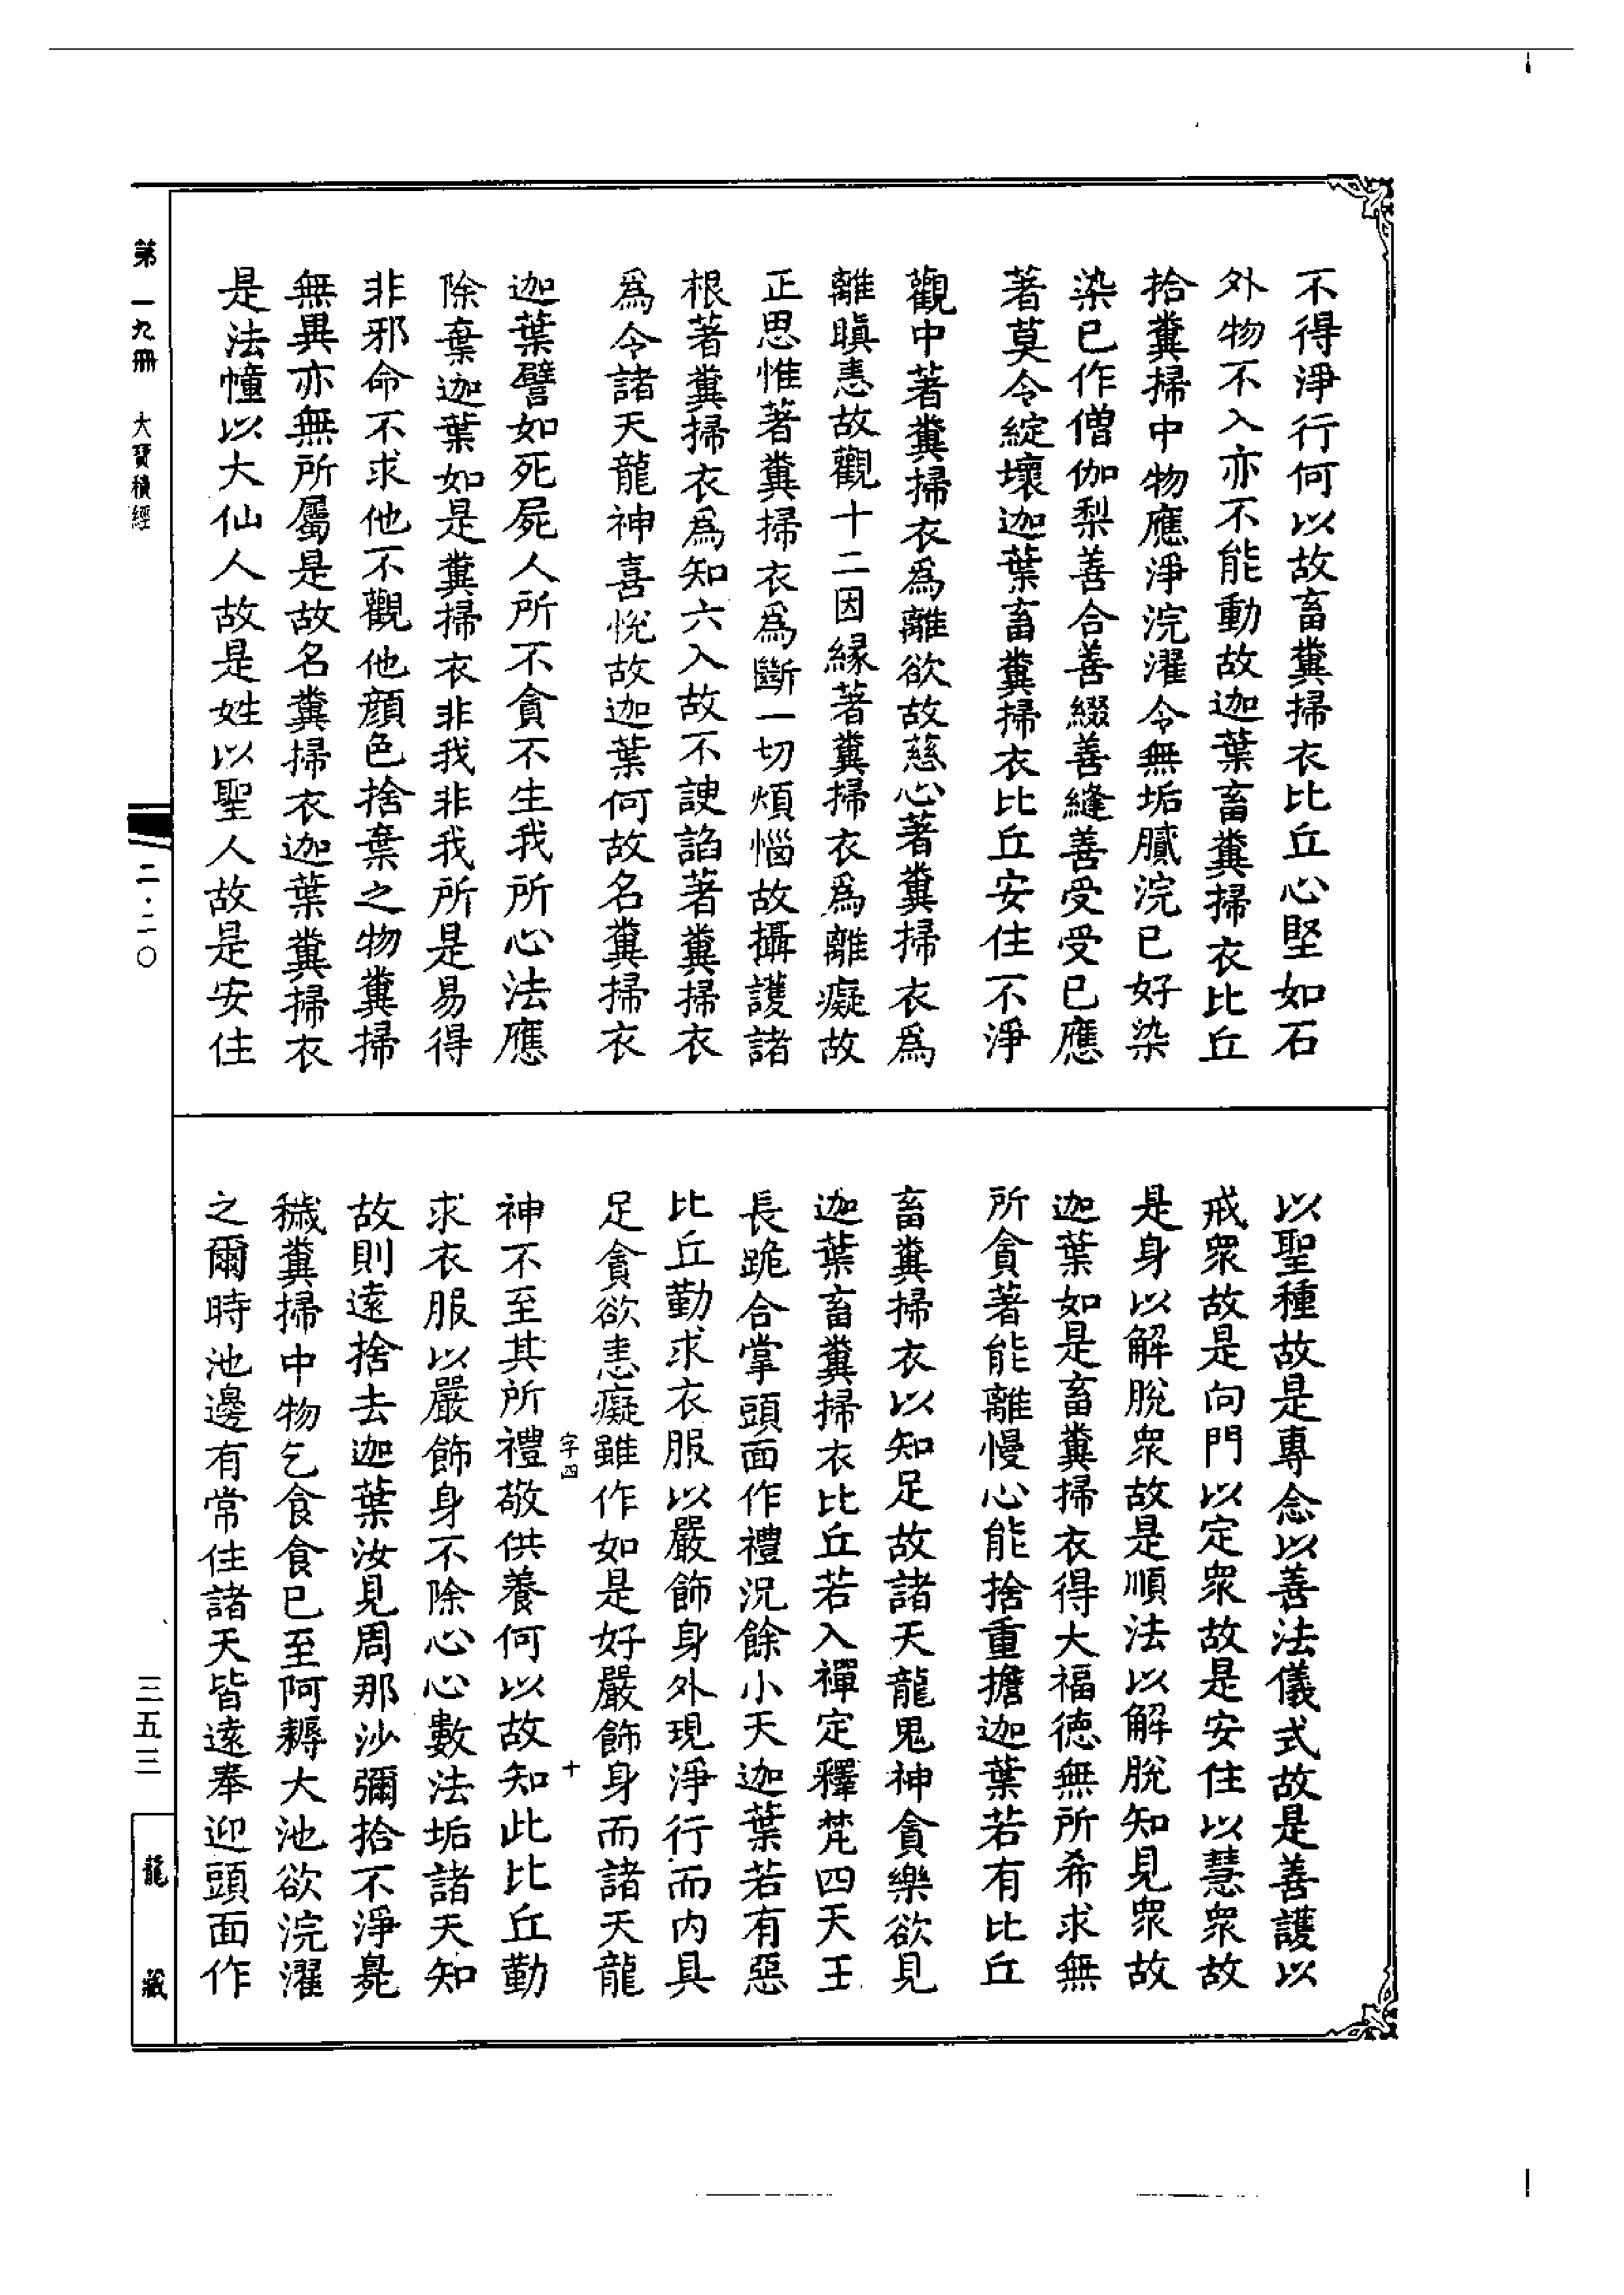 不得淨行何以故畜糞掃衣比丘心堅如石
外物不入亦不能動故迦葉畜糞掃衣比丘
拾糞掃中物應淨浣濯令無垢膩浣已好染
染已作僧伽梨善合善綴善縫善受受已應
著莫令綻壞迦葉畜糞掃衣比丘安住不淨
觀中著糞掃衣爲離欲故慈心著糞掃衣爲
離瞋恚故觀十二因緣著糞掃衣爲離癡故
正思惟著糞掃衣爲斷一切煩惱故攝護諸
根著糞掃衣爲知六入故不諛諂著糞掃衣
爲令諸天龍神喜悅故迦葉何故名糞掃衣
迦葉譬如死屍人所不貪不生我所心法應
除棄迦葉如是糞掃衣非我非我所是易得
非邪命不求他不觀他顏色捨棄之物糞掃
無異亦無所屬是故名糞掃衣迦葉糞掃衣
是法幢以大仙人故是姓以聖人故是安住
以聖種故是專念以善法儀式故是善護以
戒眾故是向門以定眾故是安住以慧眾故
是身以解脫眾故是順法以解脫知見眾故
迦葉如是畜糞掃衣得大福德無所希求無
所貪著能離慢心能捨重擔迦葉若有比丘
畜糞掃衣以知足故諸天龍鬼神貪樂欲見
迦葉畜糞掃衣比丘若入禪定釋梵四天王
長跪合掌頭面作禮況餘小天迦葉若有惡
比丘勤求衣服以嚴飾身外現淨行而內具
足貪欲恚癡雖作如是好嚴飾身而諸天龍
字四 十
神不至其所禮敬供養何以故知此比丘勤
求衣服以嚴飾身不除心心數法垢諸天知
故則遠捨去迦葉汝見周那沙彌拾不淨臰
穢糞掃中物乞食食已至阿耨大池欲浣濯
之爾時池邊有常住諸天皆遠奉迎頭面作
第一九冊 大寶積經
二·二〇
三五三
龍藏